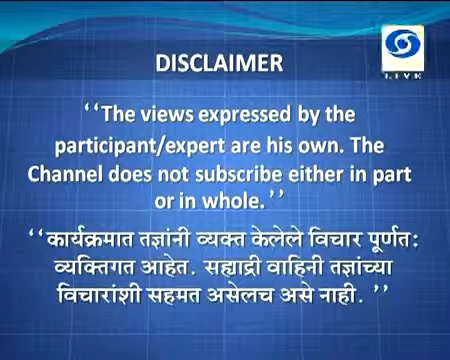 DISCLAIMER
LIVE
‘‘The views expressed by the
participant/expert are his own. The
Channel does not subscribe either in part
or in whole.’’
‘‘कार्यक्रमात तज्ञांनी व्यक्त केलेले विचार पूर्णतः
व्यक्तिगत आहेत. सह्याद्री वाहिनी तज्ञांच्या
विचारांशी सहमत असेलच असे नाही. ’’